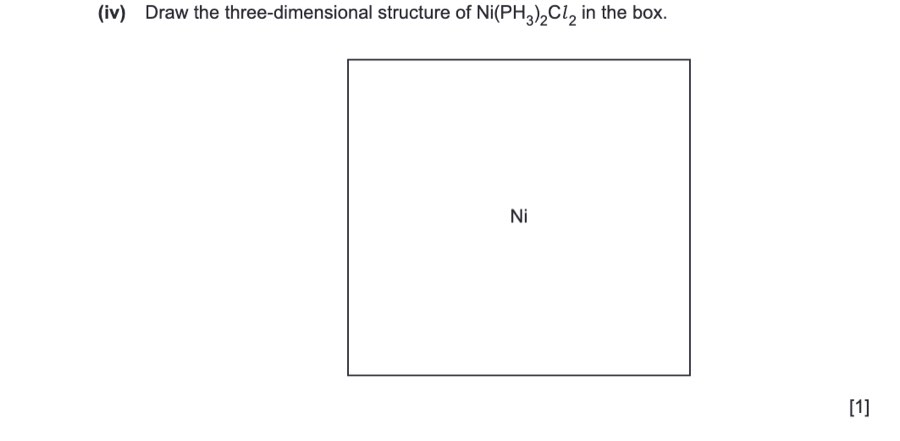 (iv) Draw the three-dimensional structure of Ni(PH₃)₂Cl₂ in the box.
Ni
[1]